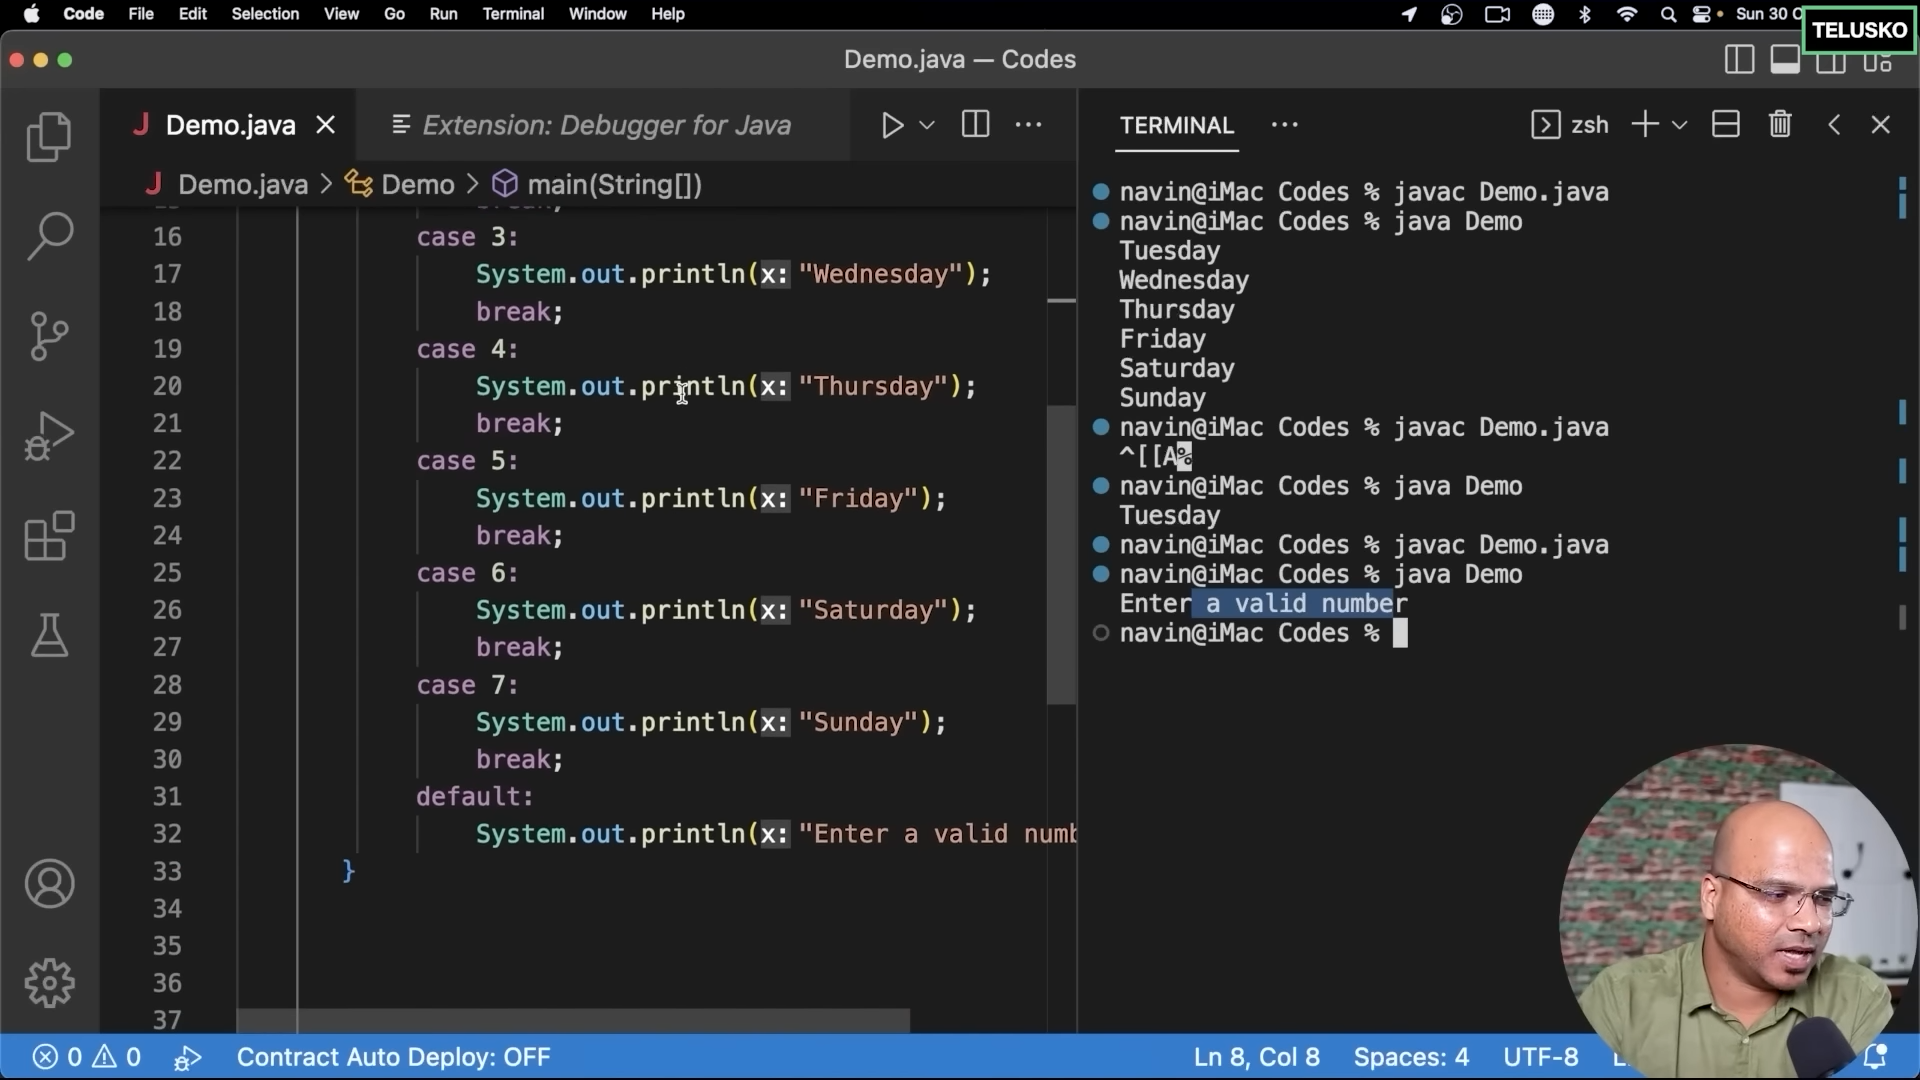 Code File Edit Selection View Go Run Terminal Window Help Sun 30 O
TELUSKO
Demo.java — Codes
Demo.java Extension: Debugger for Java
Demo.java > Demo > main(String[])
break;
16 case 3:
17 System.out.println(x: "Wednesday");
18 break;
19 case 4:
20 System.out.println(x: "Thursday");
21 break;
22 case 5:
23 System.out.println(x: "Friday");
24 break;
25 case 6:
26 System.out.println(x: "Saturday");
27 break;
28 case 7:
29 System.out.println(x: "Sunday");
30 break;
31 default:
32 System.out.println(x: "Enter a valid numb
33 }
34
35
36
37
TERMINAL zsh
navin@iMac Codes % javac Demo.java
navin@iMac Codes % java Demo
Tuesday
Wednesday
Thursday
Friday
Saturday
Sunday
navin@iMac Codes % javac Demo.java
^[[A%
navin@iMac Codes % java Demo
Tuesday
navin@iMac Codes % javac Demo.java
navin@iMac Codes % java Demo
Enter a valid number
navin@iMac Codes %
0 0 Contract Auto Deploy: OFF Ln 8, Col 8 Spaces: 4 UTF-8